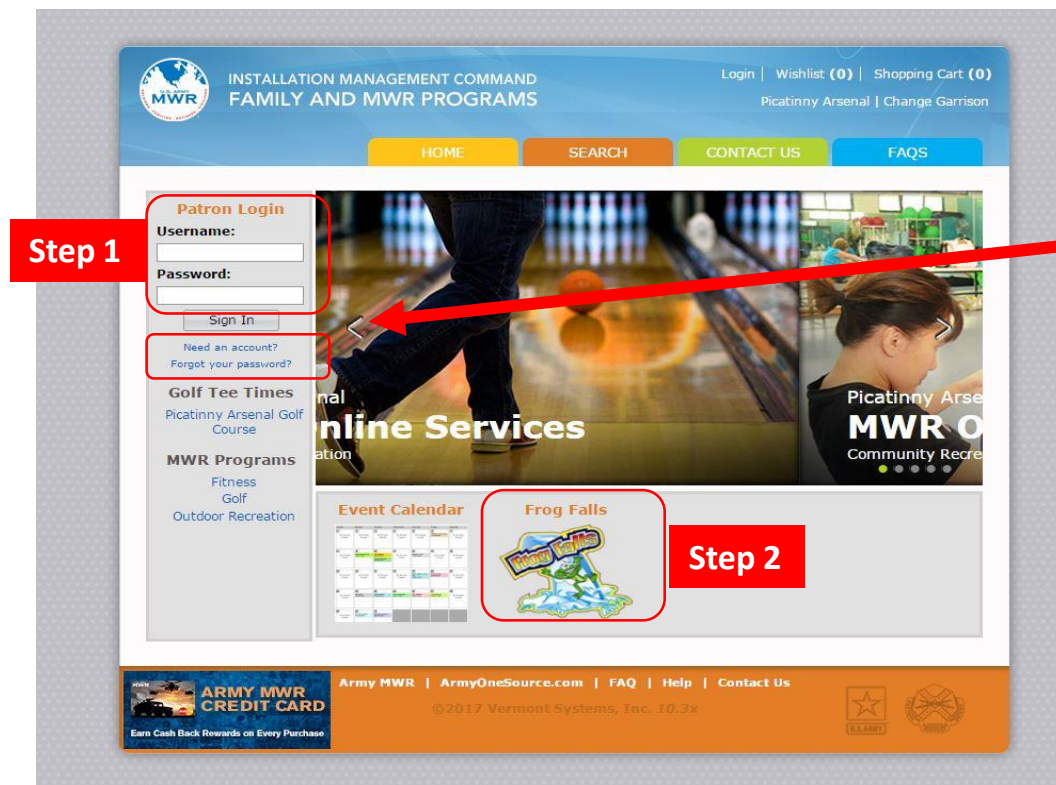 U.S. ARMY
MWR
INSTALLATION MANAGEMENT COMMAND
FAMILY AND MWR PROGRAMS
Login | Wishlist (0) | Shopping Cart (0)
Picatinny Arsenal | Change Garrison
HOME
SEARCH
CONTACT US
FAQS
Step 1
Patron Login
Username:
Password:
Sign In
Need an account?
Forgot your password?
Golf Tee Times
Picatinny Arsenal Golf
Course
MWR Programs
Fitness
Golf
Outdoor Recreation
nal
nline Services
ation
Picatinny Arse
MWR O
Community Recre
Event Calendar
Frog Falls
Frog Falls
Step 2
MWR
ARMY MWR
CREDIT CARD
Earn Cash Back Rewards on Every Purchase
Army MWR | ArmyOneSource.com | FAQ | Help | Contact Us
©2017 Vermont Systems, Inc. 10.3x
U.S.ARMY